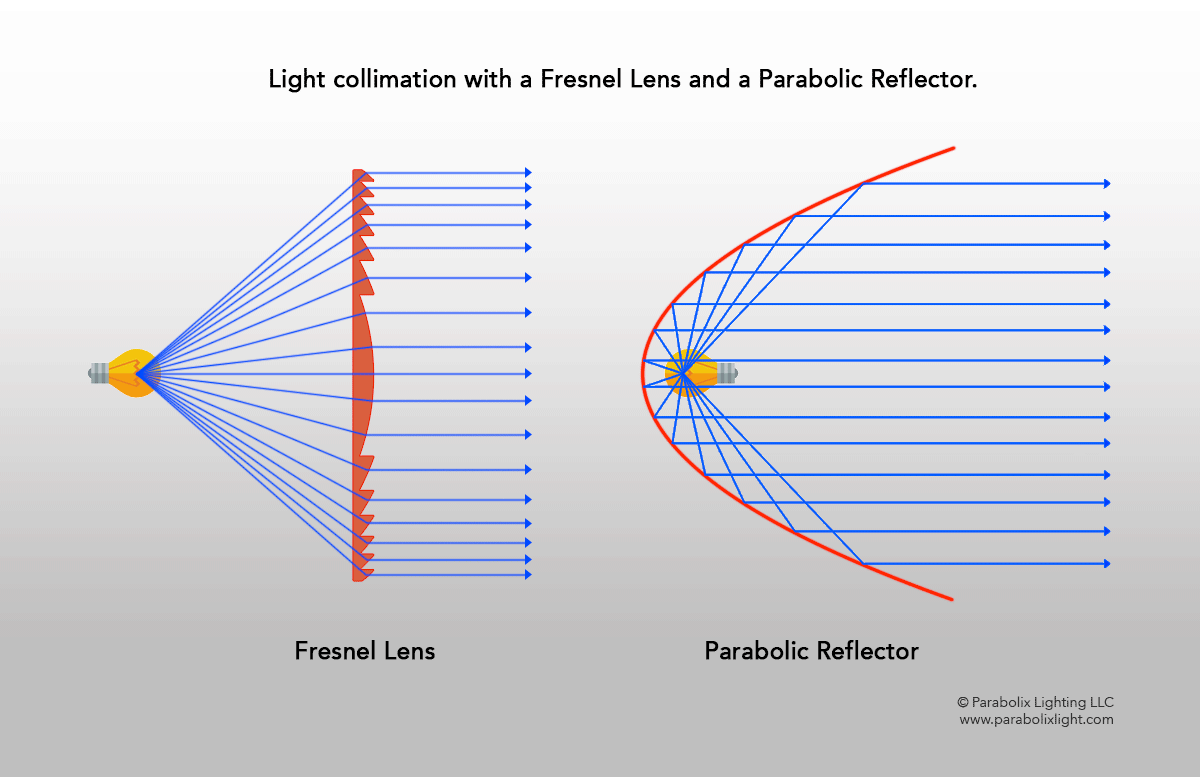 Light collimation with a Fresnel Lens and a Parabolic Reflector.
Fresnel Lens
Parabolic Reflector
© Parabolix Lighting LLC
www.parabolixlight.com